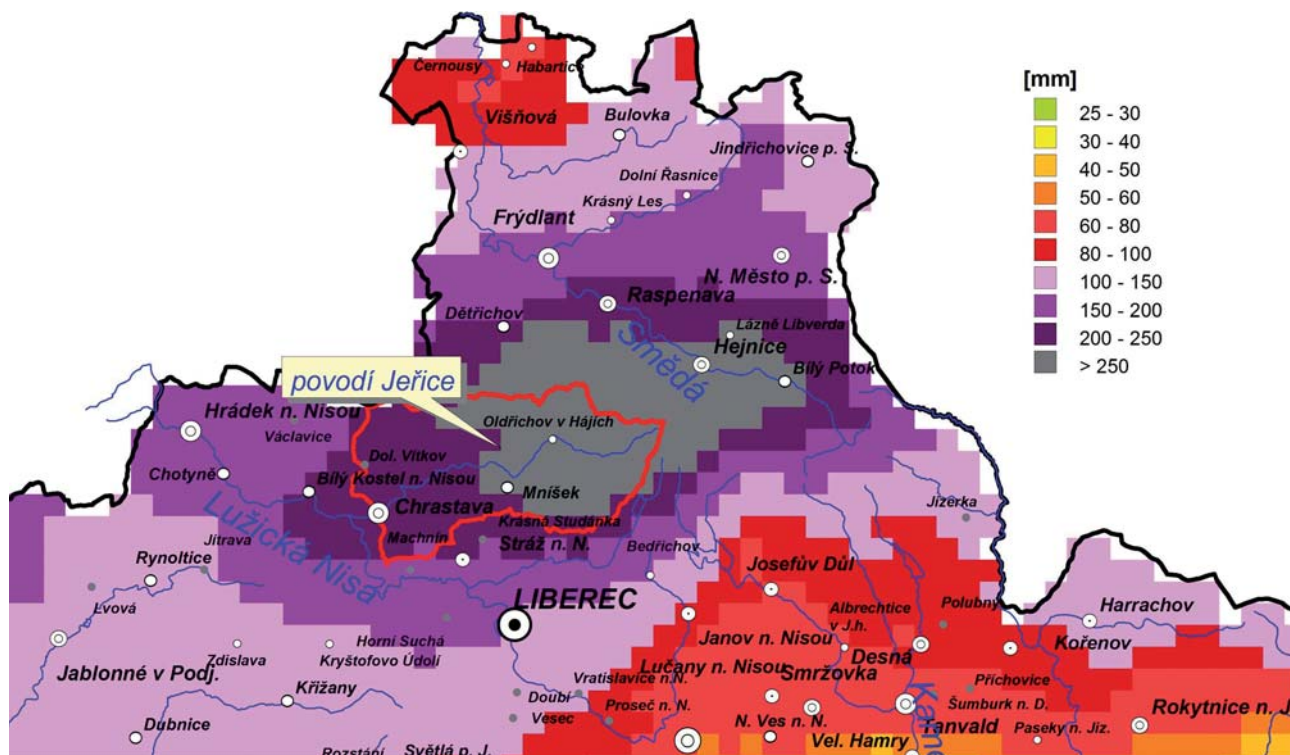 Černousy
Habartice
Višňová
Bulovka
Jindřichovice p. S.
Dolní Řasnice
Krásný Les
Frýdlant
N. Město p. S.
Raspenava
Dětřichov
Lázně Libverda
Smědá
Hejnice
Bílý Potok
povodí Jeřice
Hrádek n. Nisou
Václavice
Oldřichov v Hájích
Dol. Vítkov
Chotyně
Bílý Kostel n. Nisou
Mníšek
Chrastava
Krásná Studánka
Jizerka
Lužická Nisa
Machnín
Stráž n. N.
Jítrava
Bedřichov
Rynoltice
Josefův Důl
LIBEREC
Lvová
Albrechtice
v J.h.
Polubný
Harrachov
Janov n. Nisou
Kořenov
Horní Suchá
Zdislava
Kryštofovo Údolí
Desná
Jablonné v Podj.
Lučany n. Nisou
Smržovka
Vratislavice n.N.
Příchovice
Křižany
Doubí
Šumburk n. D.
Vesec
Proseč n. N.
Dubnice
N. Ves n. N.
Tanvald
Paseky n. Jiz.
Rokytnice n. J
Rozstání
Světlá p. J.
Vel. Hamry
Kame
[mm]
25 - 30
30 - 40
40 - 50
50 - 60
60 - 80
80 - 100
100 - 150
150 - 200
200 - 250
> 250